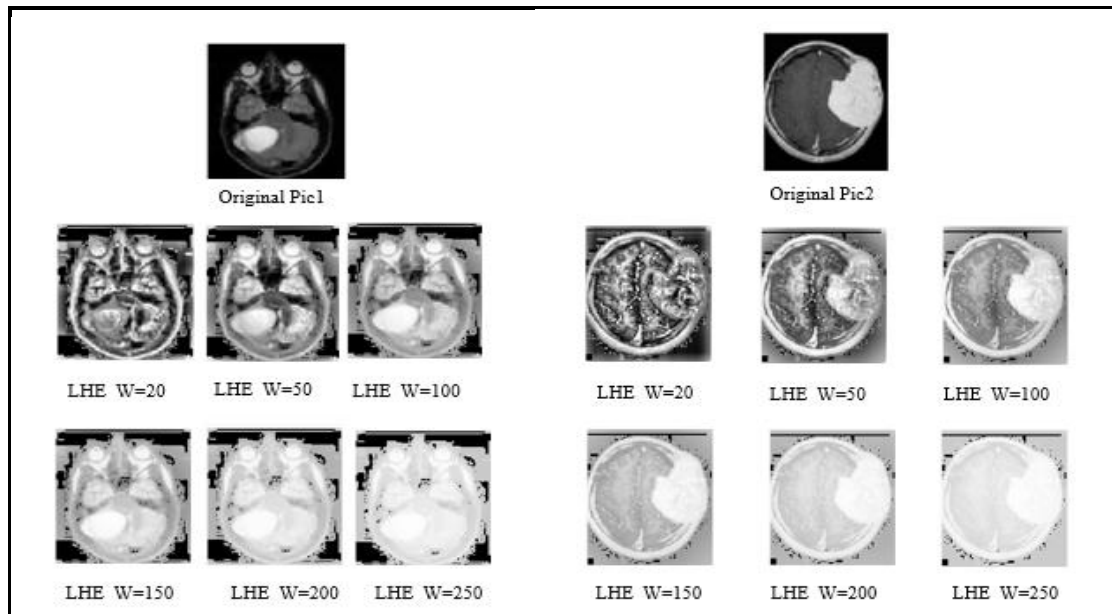 Original Pic1
Original Pic2
LHE W=20
LHE W=50
LHE W=100
LHE W=20
LHE W=50
LHE W=100
LHE W=150
LHE W=200
LHE W=250
LHE W=150
LHE W=200
LHE W=250